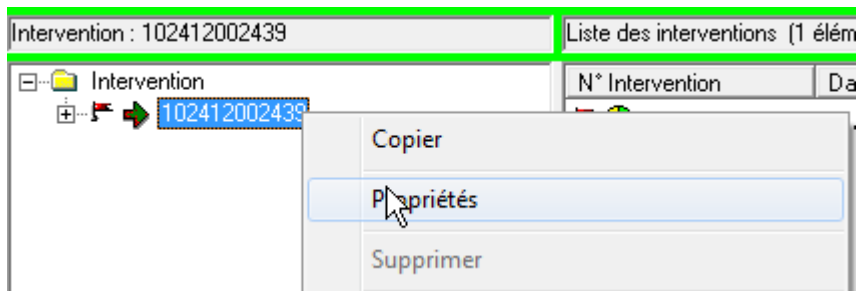 Intervention : 102412002439
Liste des interventions (1 élém
Intervention
102412002439
N° Intervention
Da
Copier
Propriétés
Supprimer